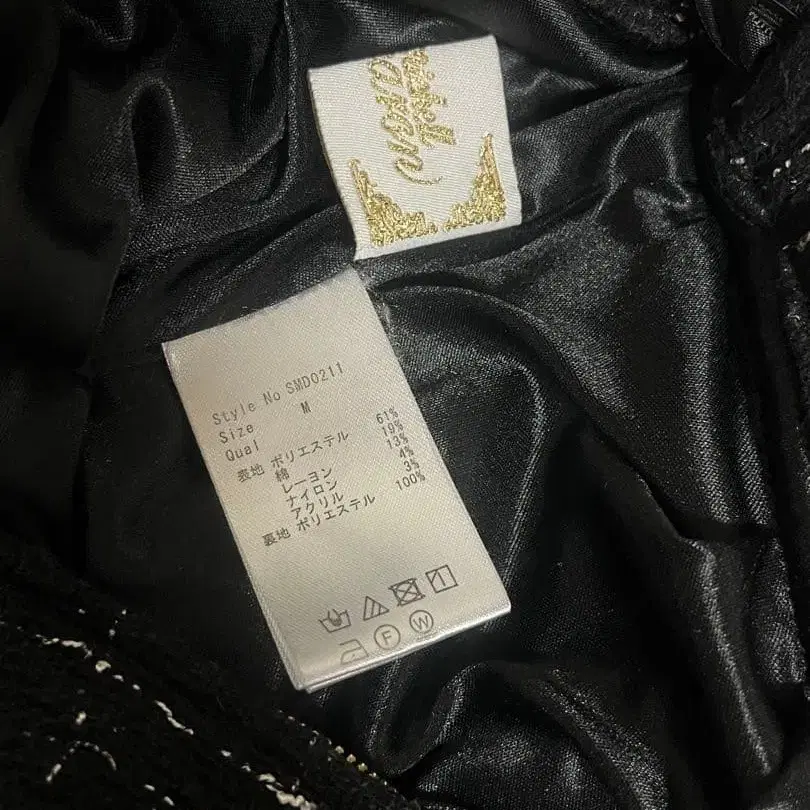 Style No SMD0211
Size M
Qual
表地 ポリエステル 61%
綿 19%
レーヨン 13%
ナイロン 4%
アクリル 3%
裏地 ポリエステル 100%
F
W